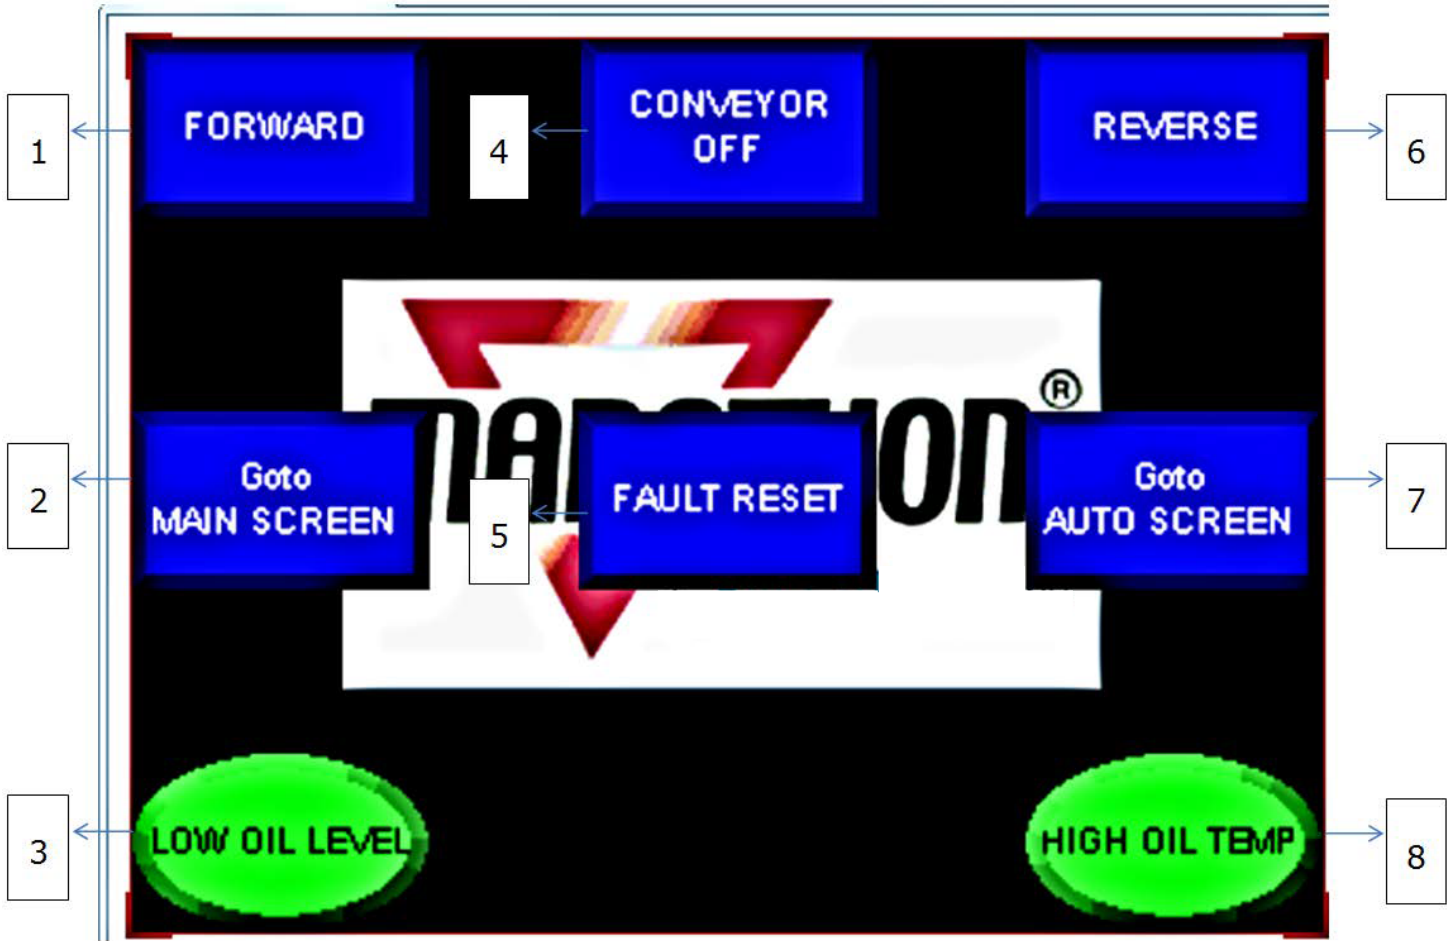 1
FORWARD
4
CONVEYOR
OFF
REVERSE
6
®
2
Goto
MAIN SCREEN
5
FAULT RESET
Goto
AUTO SCREEN
7
3
LOW OIL LEVEL
HIGH OIL TEMP
8